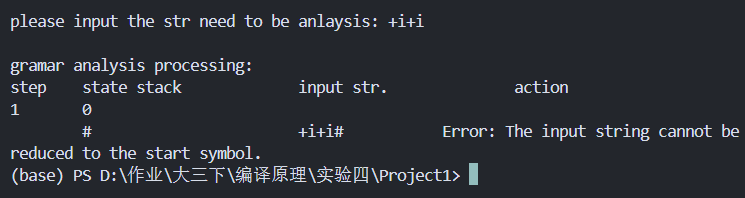 please input the str need to be anlaysis: +i+i
gramar analysis processing:
step state stack input str. action
1 0
# +i+i# Error: The input string cannot be
reduced to the start symbol.
(base) PS D:\作业\大三下\编译原理\实验四\Project1>